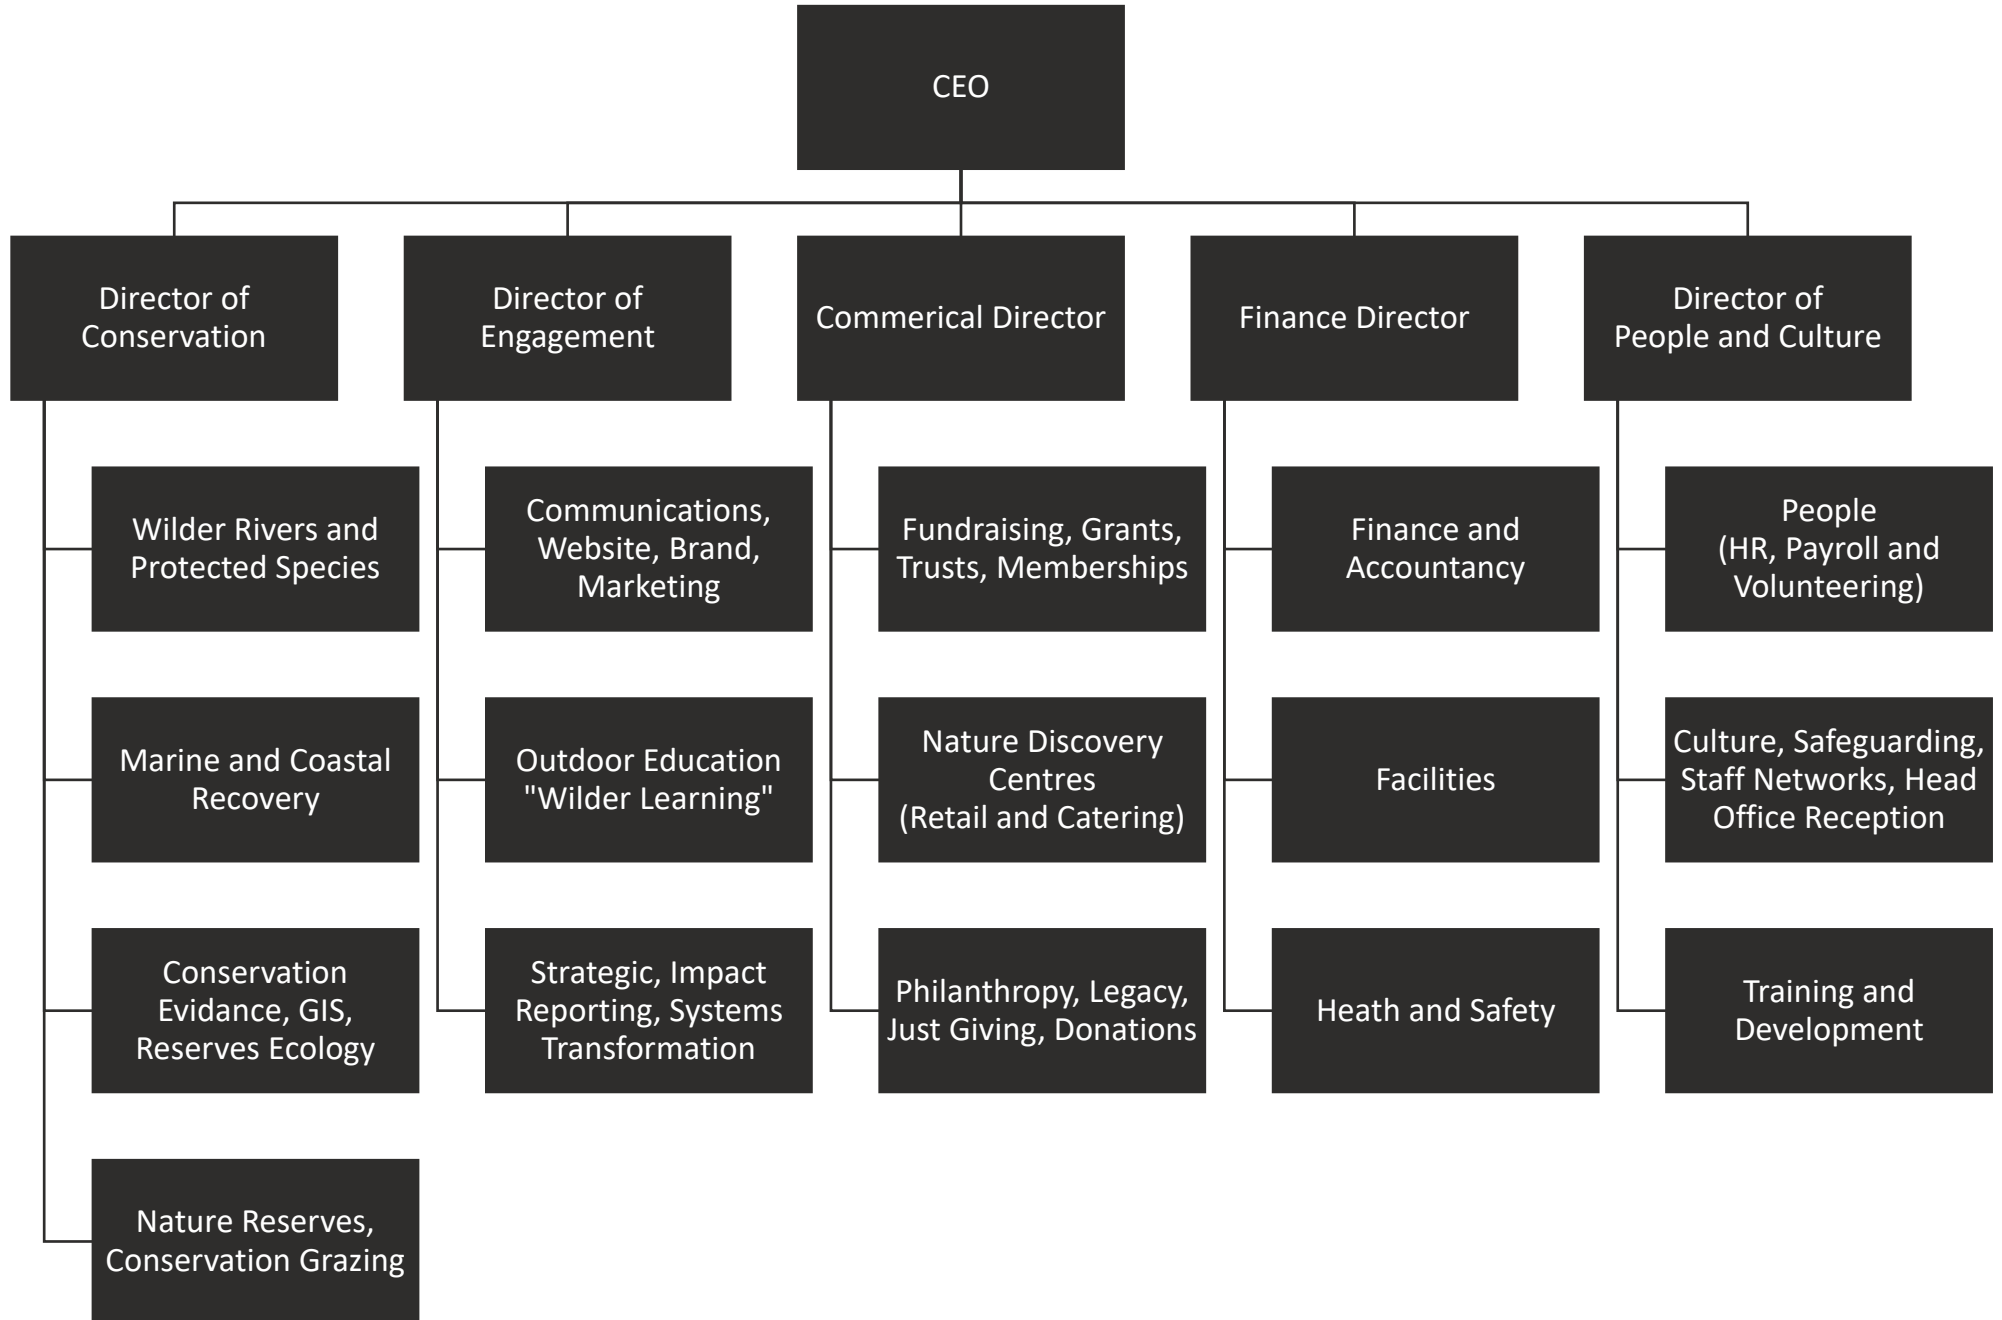 CEO
Director of
Conservation
Director of
Engagement
Commerical Director
Finance Director
Director of
People and Culture
Wilder Rivers and
Protected Species
Communications,
Website, Brand,
Marketing
Fundraising, Grants,
Trusts, Memberships
Finance and
Accountancy
People
(HR, Payroll and
Volunteering)
Marine and Coastal
Recovery
Outdoor Education
"Wilder Learning"
Nature Discovery
Centres
(Retail and Catering)
Facilities
Culture, Safeguarding,
Staff Networks, Head
Office Reception
Conservation
Evidance, GIS,
Reserves Ecology
Strategic, Impact
Reporting, Systems
Transformation
Philanthropy, Legacy,
Just Giving, Donations
Heath and Safety
Training and
Development
Nature Reserves,
Conservation Grazing